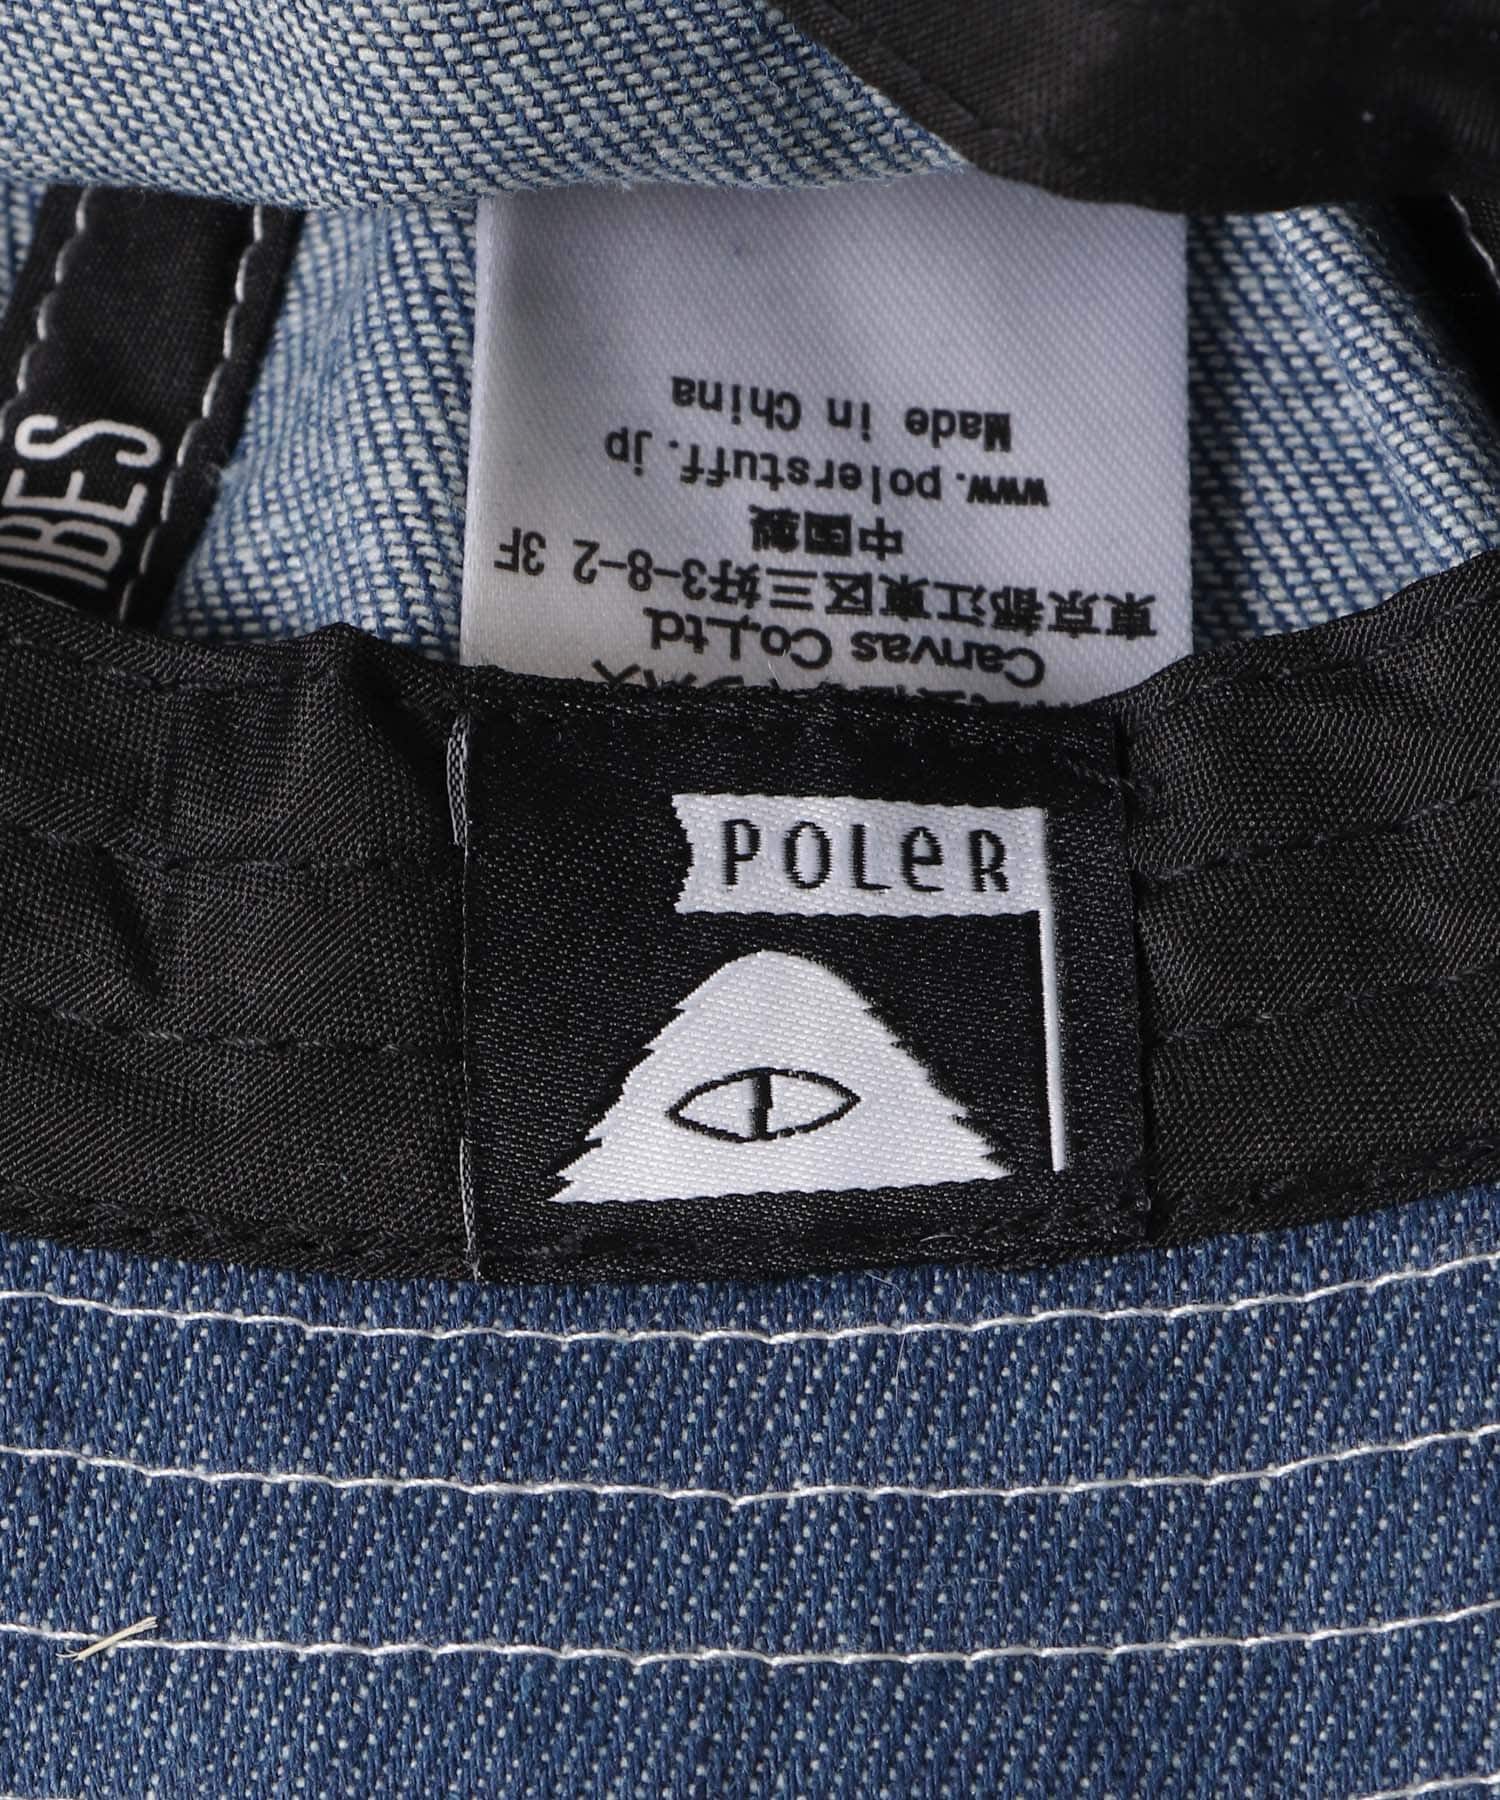 POLeR
Canvas Co.,Ltd.
東京都江東区三好3-8-2 3F
中国製
www.polerstuff.jp
Made in China
IBES